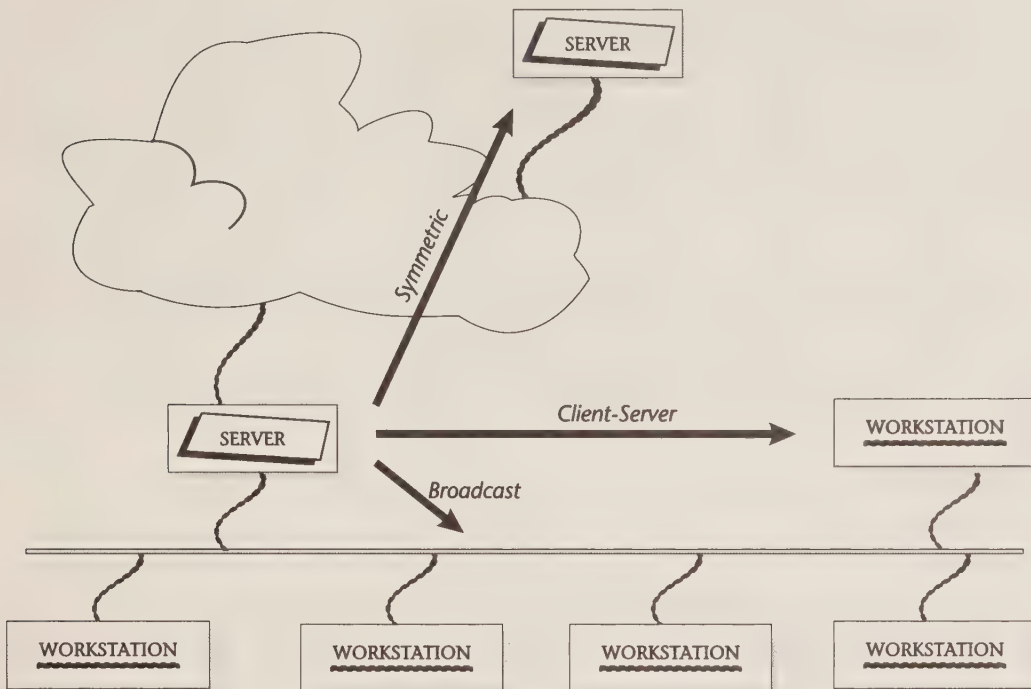 SERVER
Symmetric
Client-Server
SERVER
WORKSTATION
Broadcast
WORKSTATION
WORKSTATION
WORKSTATION
WORKSTATION